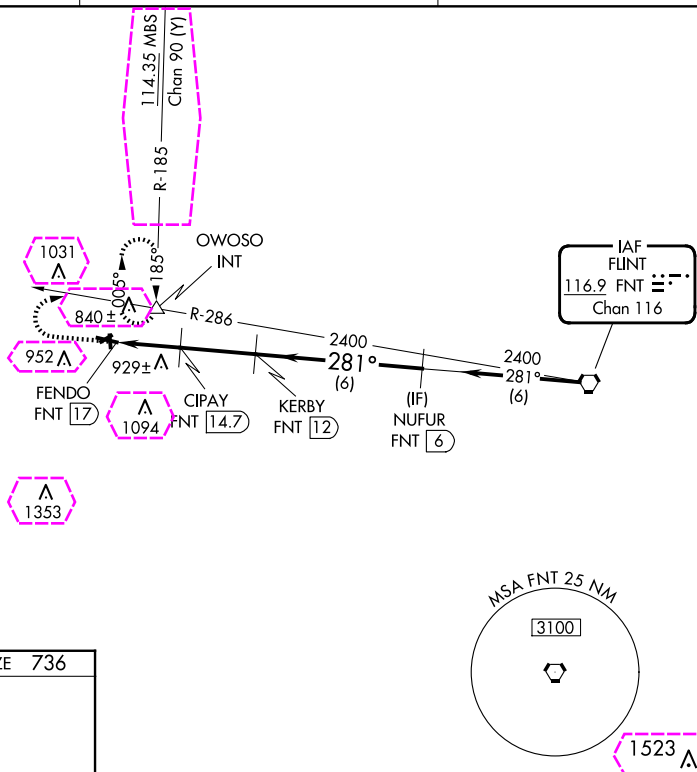 114.35 MBS
Chan 90 (Y)
R-185
1031
OWOSO
INT
185°
005°
IAF
FLINT
116.9 FNT
Chan 116
840±
R-286
2400
2400
281°
(6)
281°
(6)
952
929±
FENDO
FNT 17
CIPAY
FNT 14.7
KERBY
FNT 12
(IF)
NUFUR
FNT 6
1094
1353
MSA FNT 25 NM
3100
ZE 736
1523